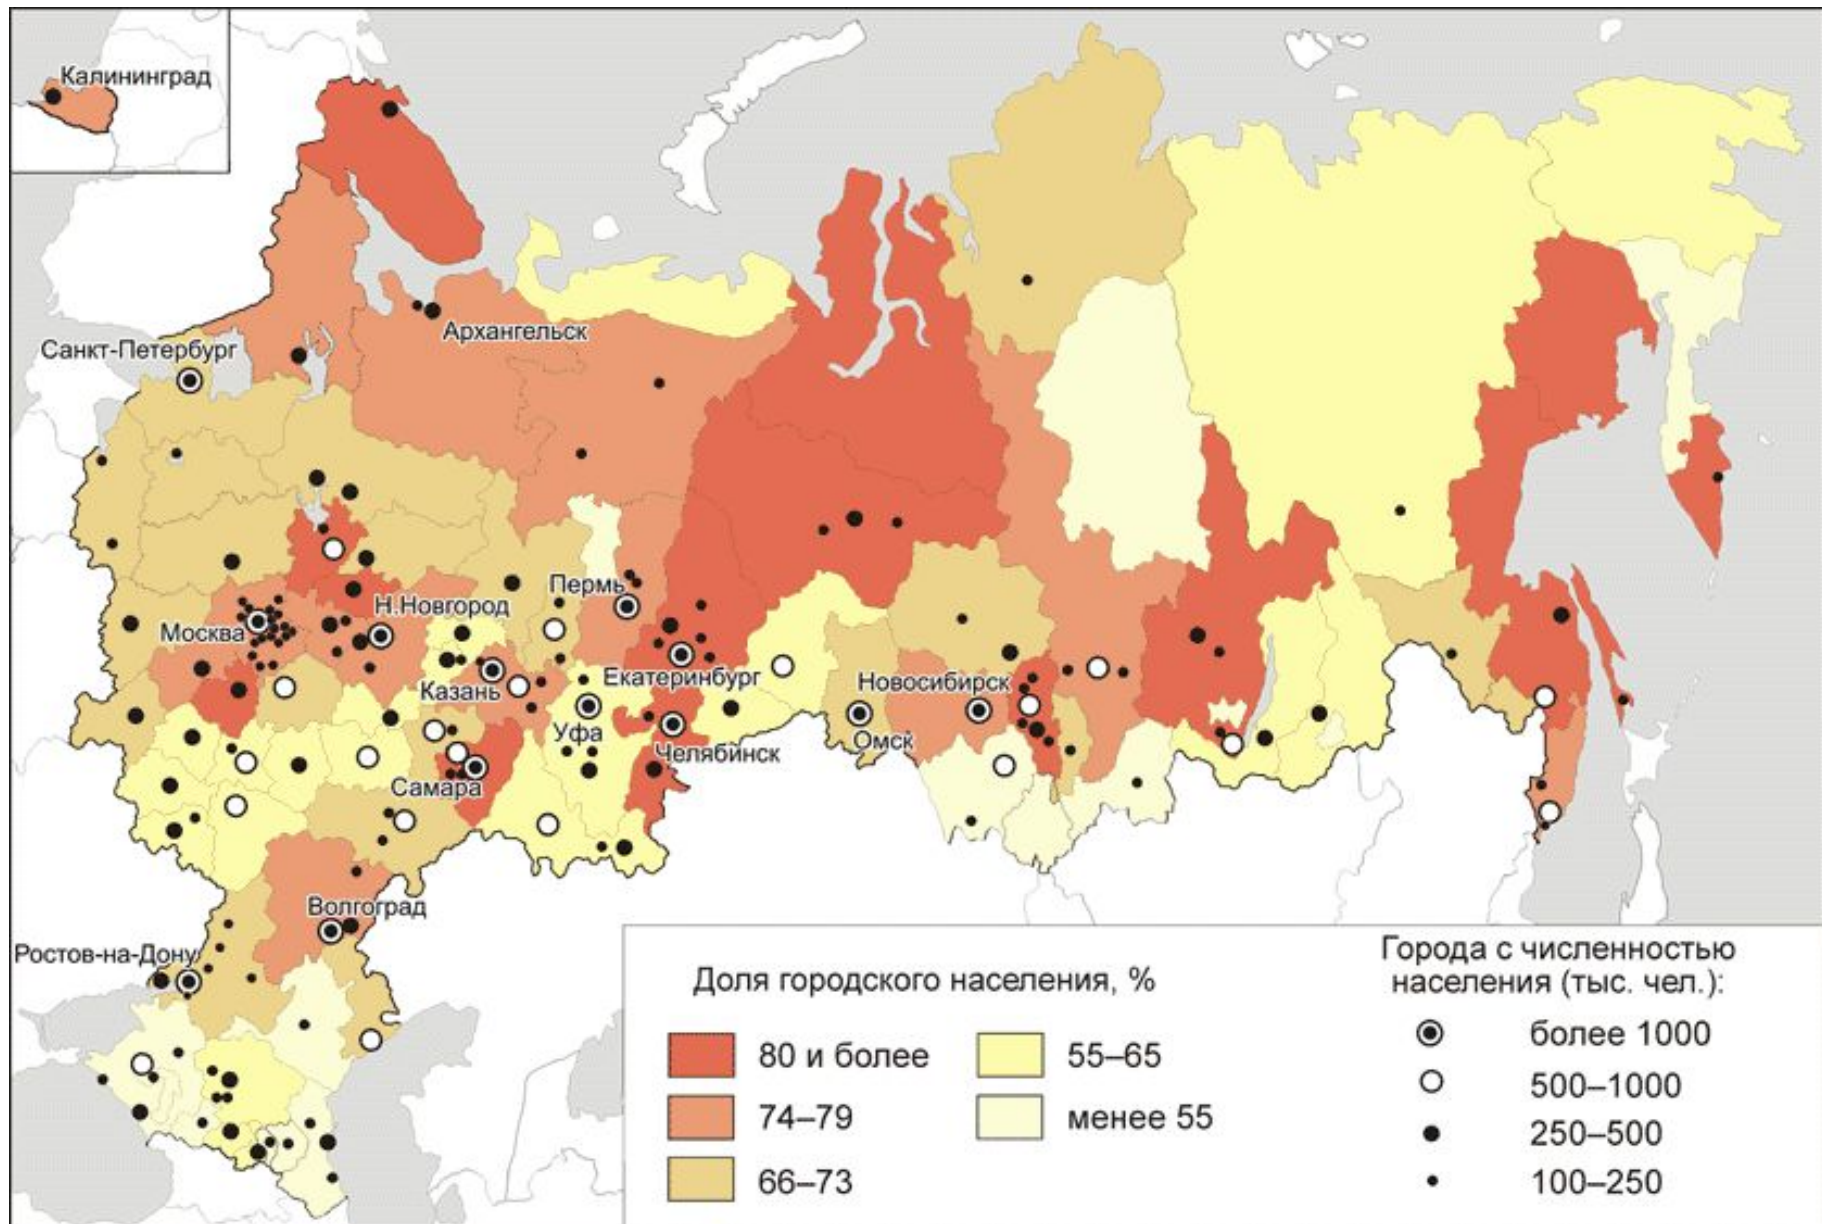 Калининград
Архангельск
Санкт-Петербург
Пермь
Н.Новгород
Москва
Казань
Екатеринбург
Новосибирск
Уфа
Челябинск
Омск
Самара
Волгоград
Ростов-на-Дону
Доля городского населения, %
80 и более
74–79
66–73
55–65
менее 55
Города с численностью
населения (тыс. чел.):
более 1000
500–1000
250–500
100–250